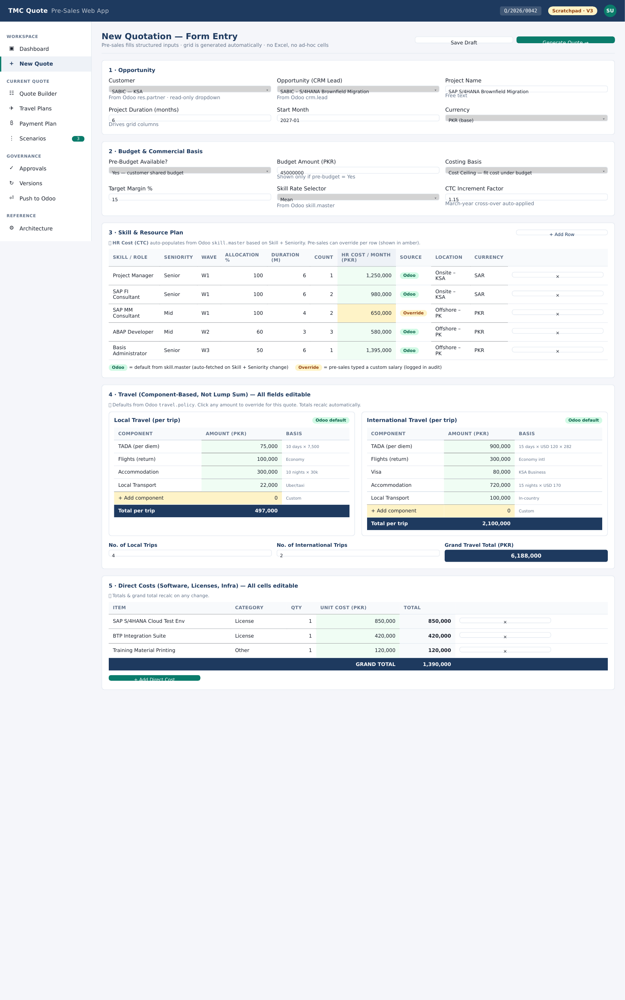 TMC Quote Pre-Sales Web App
Q/2026/0042
Scratchpad · V3
SU
WORKSPACE
▣ Dashboard
+ New Quote
CURRENT QUOTE
☷ Quote Builder
✈ Travel Plans
₿ Payment Plan
⋮ Scenarios 3
GOVERNANCE
✓ Approvals
↻ Versions
⏎ Push to Odoo
REFERENCE
⚙ Architecture
New Quotation — Form Entry
Pre-sales fills structured inputs · grid is generated automatically · no Excel, no ad-hoc cells
Save Draft
Generate Quote →
1 · Opportunity
Customer
SABIC — KSA
From Odoo res.partner · read-only dropdown
Opportunity (CRM Lead)
SABIC – S/4HANA Brownfield Migration
From Odoo crm.lead
Project Name
SAP S/4HANA Brownfield Migration
Free text
Project Duration (months)
6
Drives grid columns
Start Month
2027-01
Currency
PKR (base)
2 · Budget & Commercial Basis
Pre-Budget Available?
Yes — customer shared budget
Budget Amount (PKR)
45000000
Shown only if pre-budget = Yes
Costing Basis
Cost Ceiling — fit cost under budget
Target Margin %
15
Skill Rate Selector
Mean
From Odoo skill.master
CTC Increment Factor
1.15
March-year cross-over auto-applied
3 · Skill & Resource Plan
+ Add Row
HR Cost (CTC) auto-populates from Odoo skill.master based on Skill + Seniority. Pre-sales can override per row (shown in amber).
SKILL / ROLE SENIORITY WAVE ALLOCATION % DURATION (M) COUNT HR COST / MONTH (PKR) SOURCE LOCATION CURRENCY
Project Manager Senior W1 100 6 1 1,250,000 Odoo Onsite – KSA SAR ×
SAP FI Consultant Senior W1 100 6 2 980,000 Odoo Onsite – KSA SAR ×
SAP MM Consultant Mid W1 100 4 2 650,000 Override Offshore – PK PKR ×
ABAP Developer Mid W2 60 3 3 580,000 Odoo Offshore – PK PKR ×
Basis Administrator Senior W3 50 6 1 1,395,000 Odoo Offshore – PK PKR ×
Odoo = default from skill.master (auto-fetched on Skill + Seniority change) Override = pre-sales typed a custom salary (logged in audit)
4 · Travel (Component-Based, Not Lump Sum) — All fields editable
Defaults from Odoo travel.policy. Click any amount to override for this quote. Totals recalc automatically.
Local Travel (per trip) Odoo default
COMPONENT AMOUNT (PKR) BASIS
TADA (per diem) 75,000 10 days × 7,500
Flights (return) 100,000 Economy
Accommodation 300,000 10 nights × 30k
Local Transport 22,000 Uber/taxi
+ Add component 0 Custom
Total per trip 497,000
International Travel (per trip) Odoo default
COMPONENT AMOUNT (PKR) BASIS
TADA (per diem) 900,000 15 days × USD 120 × 282
Flights (return) 300,000 Economy intl
Visa 80,000 KSA Business
Accommodation 720,000 15 nights × USD 170
Local Transport 100,000 In-country
+ Add component 0 Custom
Total per trip 2,100,000
No. of Local Trips
4
No. of International Trips
2
Grand Travel Total (PKR)
6,188,000
5 · Direct Costs (Software, Licenses, Infra) — All cells editable
Totals & grand total recalc on any change.
ITEM CATEGORY QTY UNIT COST (PKR) TOTAL
SAP S/4HANA Cloud Test Env License 1 850,000 850,000 ×
BTP Integration Suite License 1 420,000 420,000 ×
Training Material Printing Other 1 120,000 120,000 ×
GRAND TOTAL 1,390,000
+ Add Direct Cost